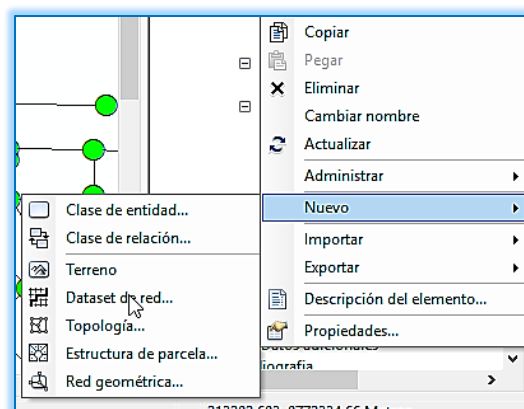 Copiar
Pegar
Eliminar
Cambiar nombre
Actualizar
Administrar
Nuevo
Importar
Exportar
Descripción del elemento...
Propiedades...
Clase de entidad...
Clase de relación...
Terreno
Dataset de red...
Topología...
Estructura de parcela...
Red geométrica...